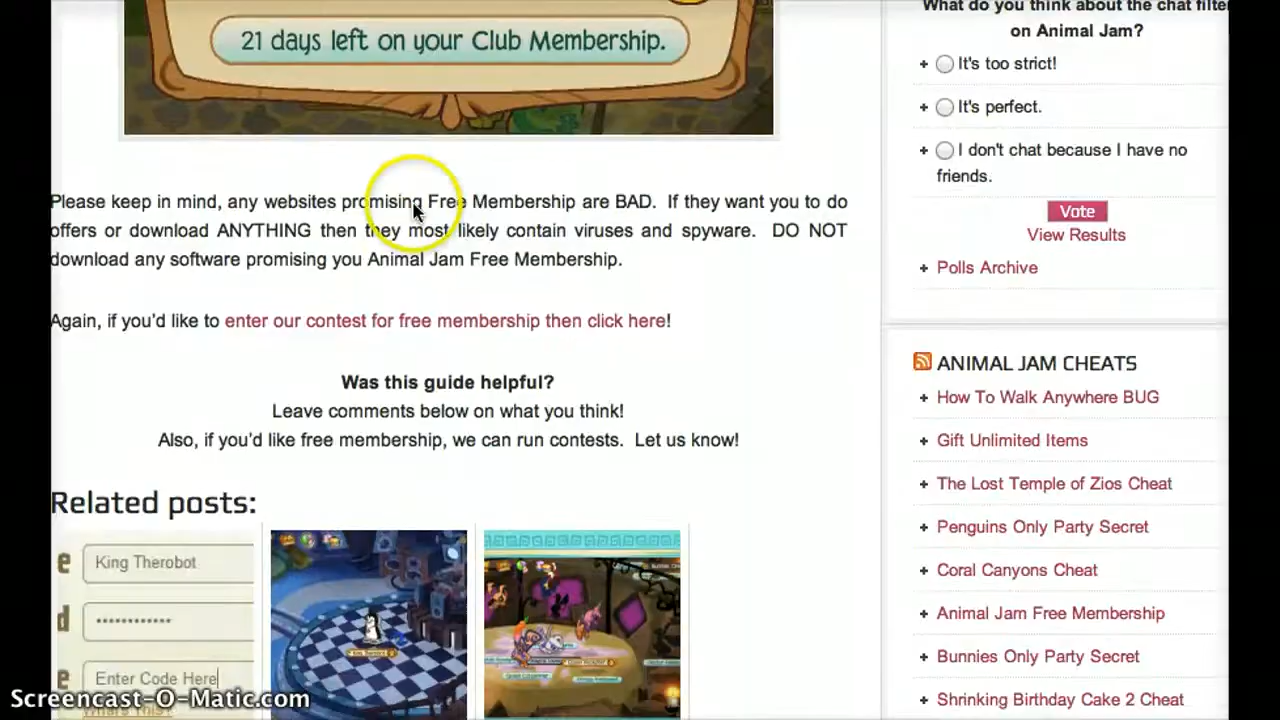 21 days left on your Club Membership.
Please keep in mind, any websites promising Free Membership are BAD. If they want you to do
offers or download ANYTHING then they most likely contain viruses and spyware. DO NOT
download any software promising you Animal Jam Free Membership.
Again, if you'd like to enter our contest for free membership then click here!
Was this guide helpful?
Leave comments below on what you think!
Also, if you'd like free membership, we can run contests. Let us know!
Related posts:
e King Therobot
d ••••••••••••
e Enter Code Here
What do you think about the chat filter
on Animal Jam?
It's too strict!
It's perfect.
I don't chat because I have no
friends.
Vote
View Results
Polls Archive
ANIMAL JAM CHEATS
How To Walk Anywhere BUG
Gift Unlimited Items
The Lost Temple of Zios Cheat
Penguins Only Party Secret
Coral Canyons Cheat
Animal Jam Free Membership
Bunnies Only Party Secret
Shrinking Birthday Cake 2 Cheat
Screencast-O-Matic.com